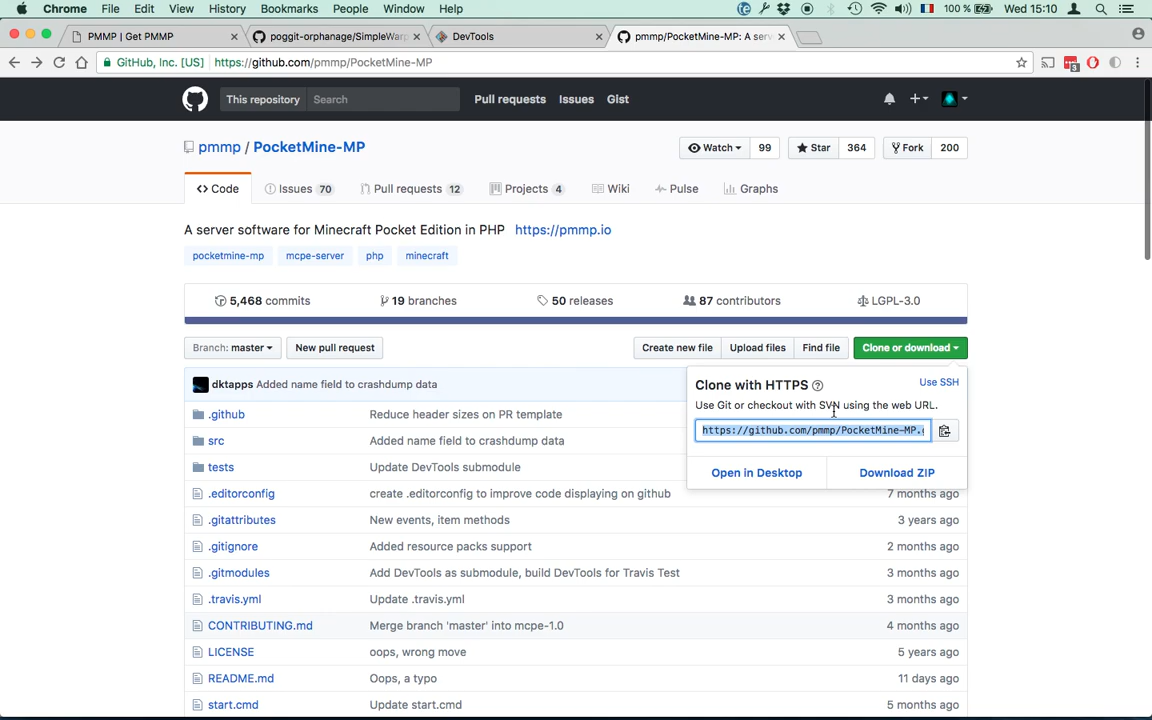 Chrome File Edit View History Bookmarks People Window Help 100 % Wed 15:10
PMMP | Get PMMP poggit-orphanage/SimpleWarp DevTools pmmp/PocketMine-MP: A serv
GitHub, Inc. [US] https://github.com/pmmp/PocketMine-MP 3
This repository Search Pull requests Issues Gist
pmmp / PocketMine-MP Watch 99 Star 364 Fork 200
Code Issues 70 Pull requests 12 Projects 4 Wiki Pulse Graphs
A server software for Minecraft Pocket Edition in PHP https://pmmp.io
pocketmine-mp mcpe-server php minecraft
5,468 commits 19 branches 50 releases 87 contributors LGPL-3.0
Branch: master New pull request Create new file Upload files Find file Clone or download
dktapps Added name field to crashdump data
Clone with HTTPS Use SSH
Use Git or checkout with SVN using the web URL.
https://github.com/pmmp/PocketMine-MP.
Open in Desktop Download ZIP
.github Reduce header sizes on PR template
src Added name field to crashdump data
tests Update DevTools submodule
.editorconfig create .editorconfig to improve code displaying on github 7 months ago
.gitattributes New events, item methods 3 years ago
.gitignore Added resource packs support 2 months ago
.gitmodules Add DevTools as submodule, build DevTools for Travis Test 3 months ago
.travis.yml Update .travis.yml 3 months ago
CONTRIBUTING.md Merge branch 'master' into mcpe-1.0 4 months ago
LICENSE oops, wrong move 5 years ago
README.md Oops, a typo 11 days ago
start.cmd Update start.cmd 5 months ago